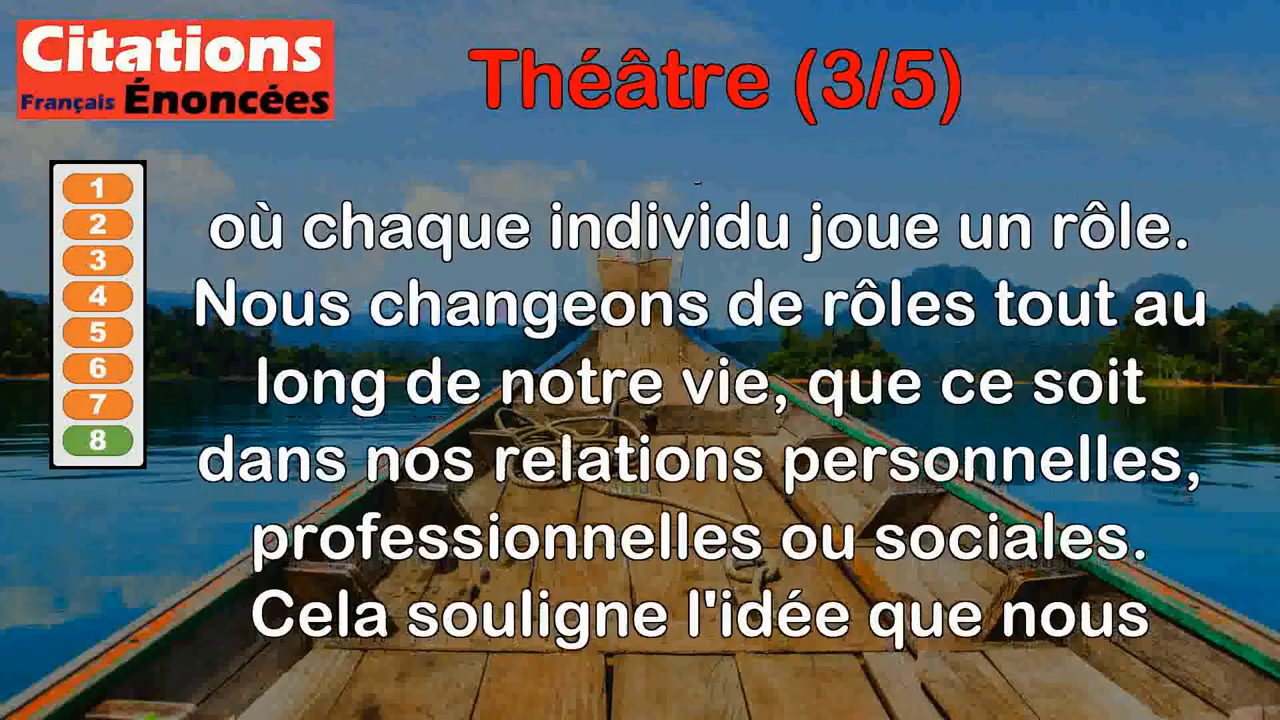 Citations
Français Énoncées
Théâtre (3/5)
1
2
3
4
5
6
7
8
où chaque individu joue un rôle.
Nous changeons de rôles tout au
long de notre vie, que ce soit
dans nos relations personnelles,
professionnelles ou sociales.
Cela souligne l'idée que nous